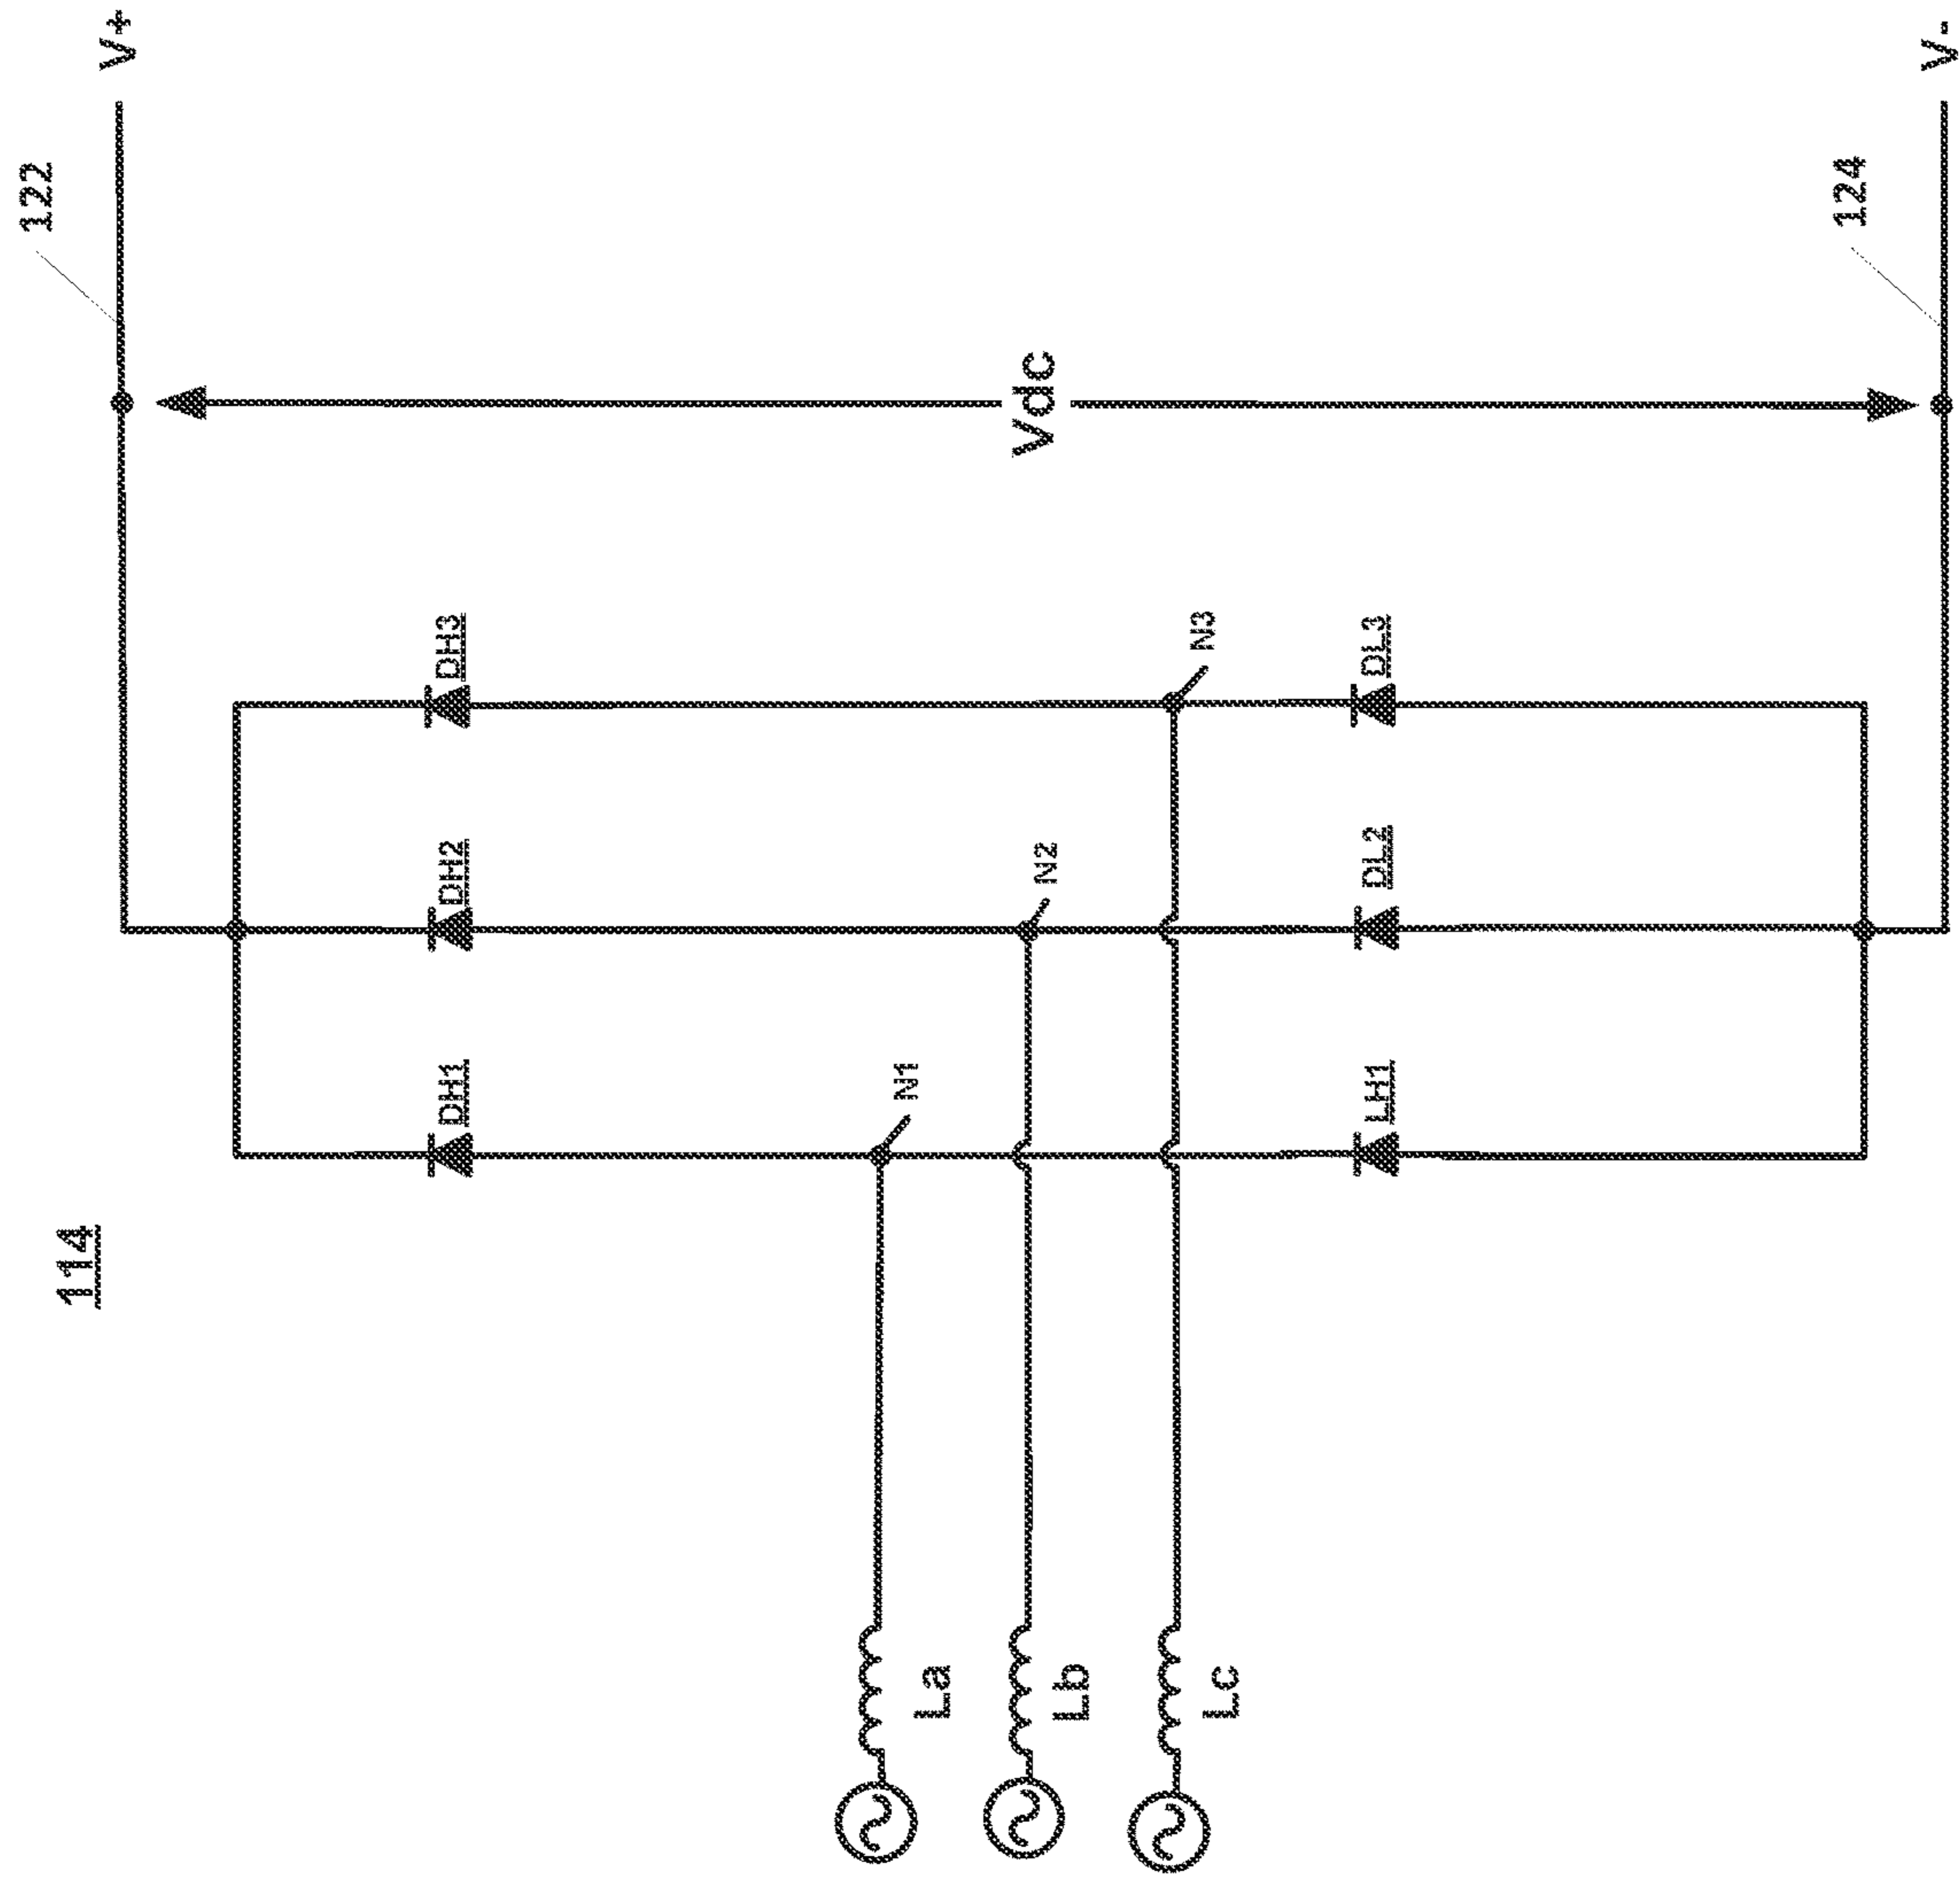 114
122
V+
DH1
DH2
DH3
N1
N2
N3
Vdc
La
Lb
Lc
LH1
DL2
DL3
124
V-